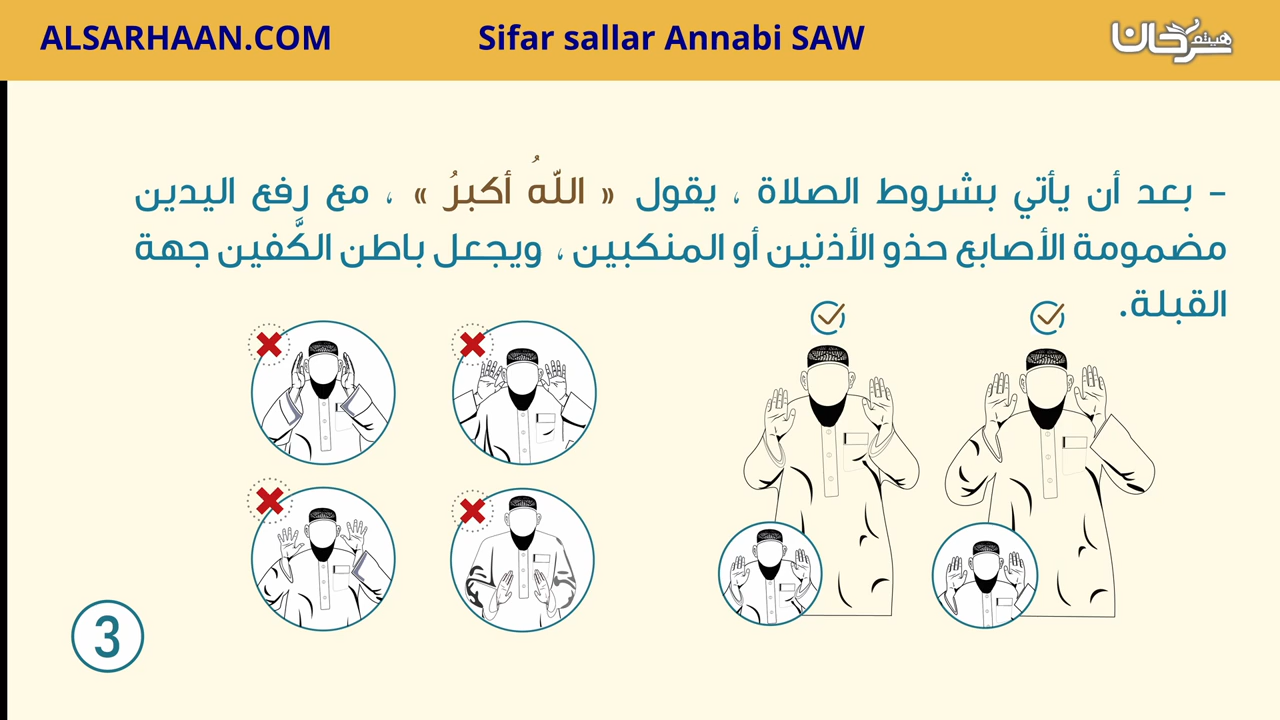 ALSARHAAN.COM
Sifar sallar Annabi SAW
هيثم سرحان
– بعد أن يأتي بشروط الصلاة ، يقول « اللّهُ أكبرُ » ، مع رفع اليدين
مضمومة الأصابع حذو الأذنين أو المنكبين ، ويجعل باطن الكَّفين جهة
القبلة.
3